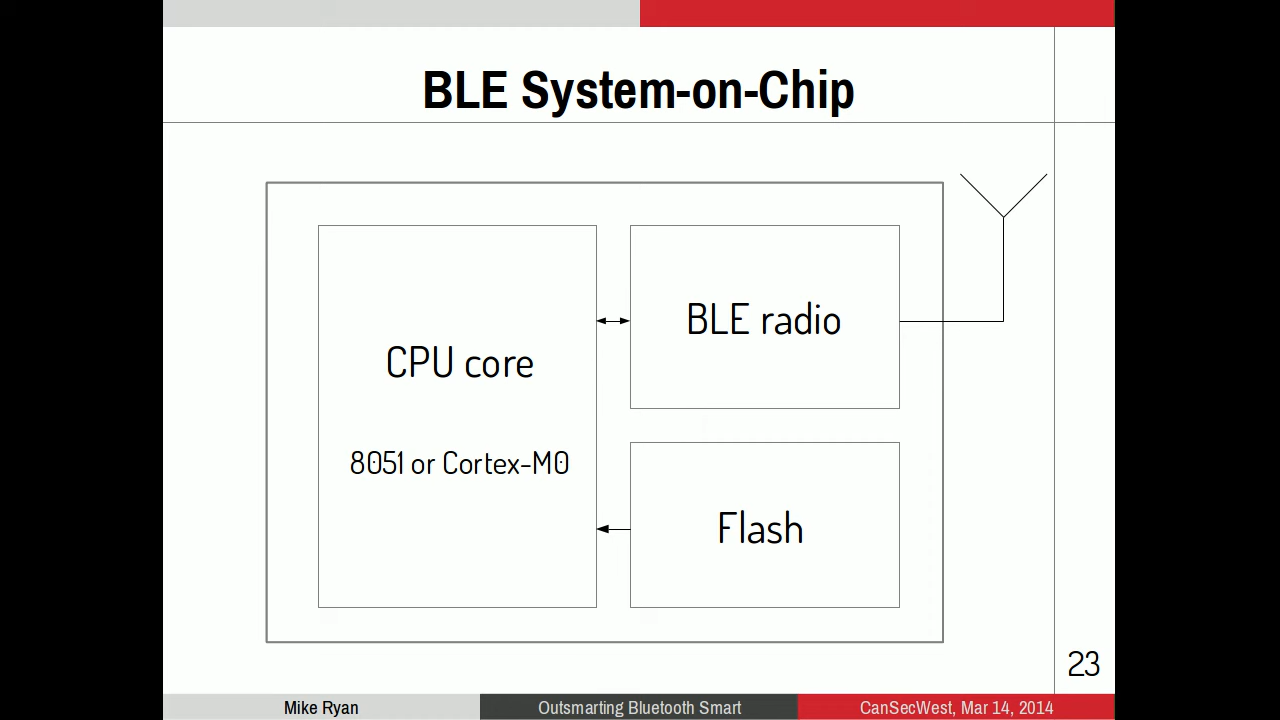 BLE System-on-Chip
CPU core
8051 or Cortex-M0
BLE radio
Flash
23
Mike Ryan
Outsmarting Bluetooth Smart
CanSecWest, Mar 14, 2014